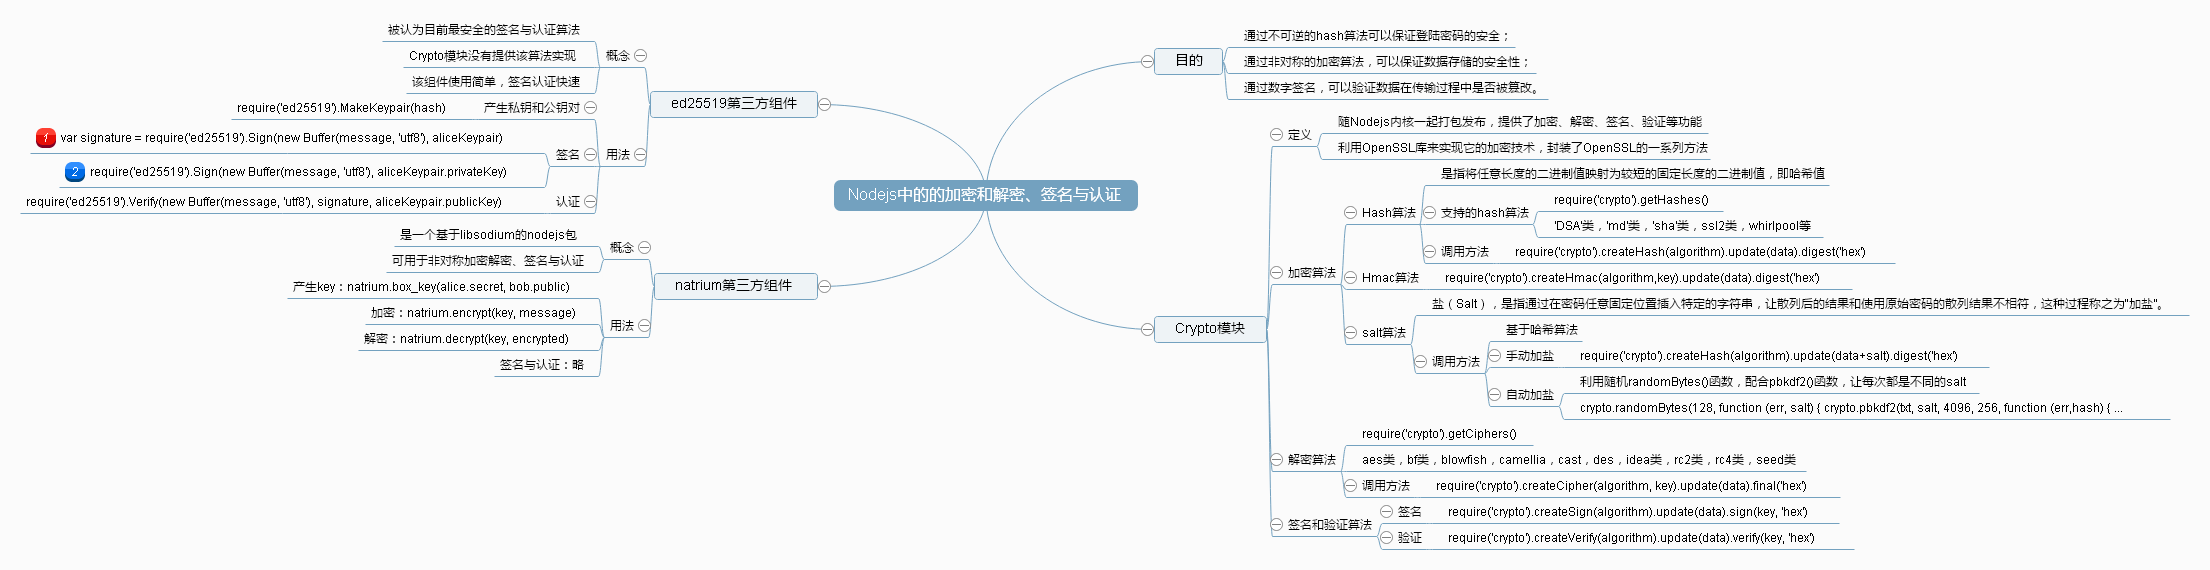 Nodejs中的的加密和解密、签名与认证
目的
通过不可逆的hash算法可以保证登陆密码的安全；
通过非对称的加密算法，可以保证数据存储的安全性；
通过数字签名，可以验证数据在传输过程中是否被篡改。
Crypto模块
定义
随Nodejs内核一起打包发布，提供了加密、解密、签名、验证等功能
利用OpenSSL库来实现它的加密技术，封装了OpenSSL的一系列方法
加密算法
Hash算法
是指将任意长度的二进制值映射为较短的固定长度的二进制值，即哈希值
支持的hash算法
require('crypto').getHashes()
'DSA'类，'md'类，'sha'类，ssl2类，whirlpool等
调用方法
require('crypto').createHash(algorithm).update(data).digest('hex')
Hmac算法
require('crypto').createHmac(algorithm,key).update(data).digest('hex')
salt算法
盐（Salt），是指通过在密码任意固定位置插入特定的字符串，让散列后的结果和使用原始密码的散列结果不相符，这种过程称之为"加盐"。
调用方法
基于哈希算法
手动加盐
require('crypto').createHash(algorithm).update(data+salt).digest('hex')
自动加盐
利用随机randomBytes()函数，配合pbkdf2()函数，让每次都是不同的salt
crypto.randomBytes(128, function (err, salt) { crypto.pbkdf2(txt, salt, 4096, 256, function (err,hash) { ...
解密算法
require('crypto').getCiphers()
aes类，bf类，blowfish，camellia，cast，des，idea类，rc2类，rc4类，seed类
调用方法
require('crypto').createCipher(algorithm, key).update(data).final('hex')
签名和验证算法
签名
require('crypto').createSign(algorithm).update(data).sign(key, 'hex')
验证
require('crypto').createVerify(algorithm).update(data).verify(key, 'hex')
ed25519第三方组件
概念
被认为目前最安全的签名与认证算法
Crypto模块没有提供该算法实现
该组件使用简单，签名认证快速
用法
产生私钥和公钥对
require('ed25519').MakeKeypair(hash)
签名
1 var signature = require('ed25519').Sign(new Buffer(message, 'utf8'), aliceKeypair)
2 require('ed25519').Sign(new Buffer(message, 'utf8'), aliceKeypair.privateKey)
认证
require('ed25519').Verify(new Buffer(message, 'utf8'), signature, aliceKeypair.publicKey)
natrium第三方组件
概念
是一个基于libsodium的nodejs包
可用于非对称加密解密、签名与认证
用法
产生key：natrium.box_key(alice.secret, bob.public)
加密：natrium.encrypt(key, message)
解密：natrium.decrypt(key, encrypted)
签名与认证：略